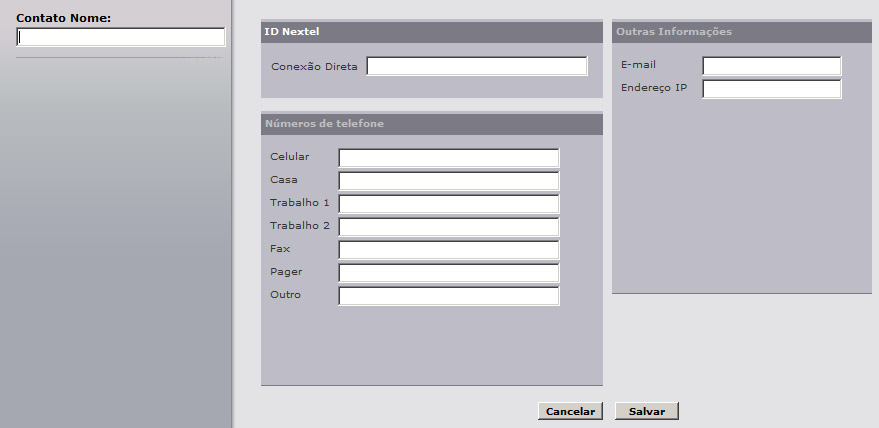 Contato Nome:
ID Nextel
Conexão Direta
Números de telefone
Celular
Casa
Trabalho 1
Trabalho 2
Fax
Pager
Outro
Outras Informações
E-mail
Endereço IP
Cancelar
Salvar